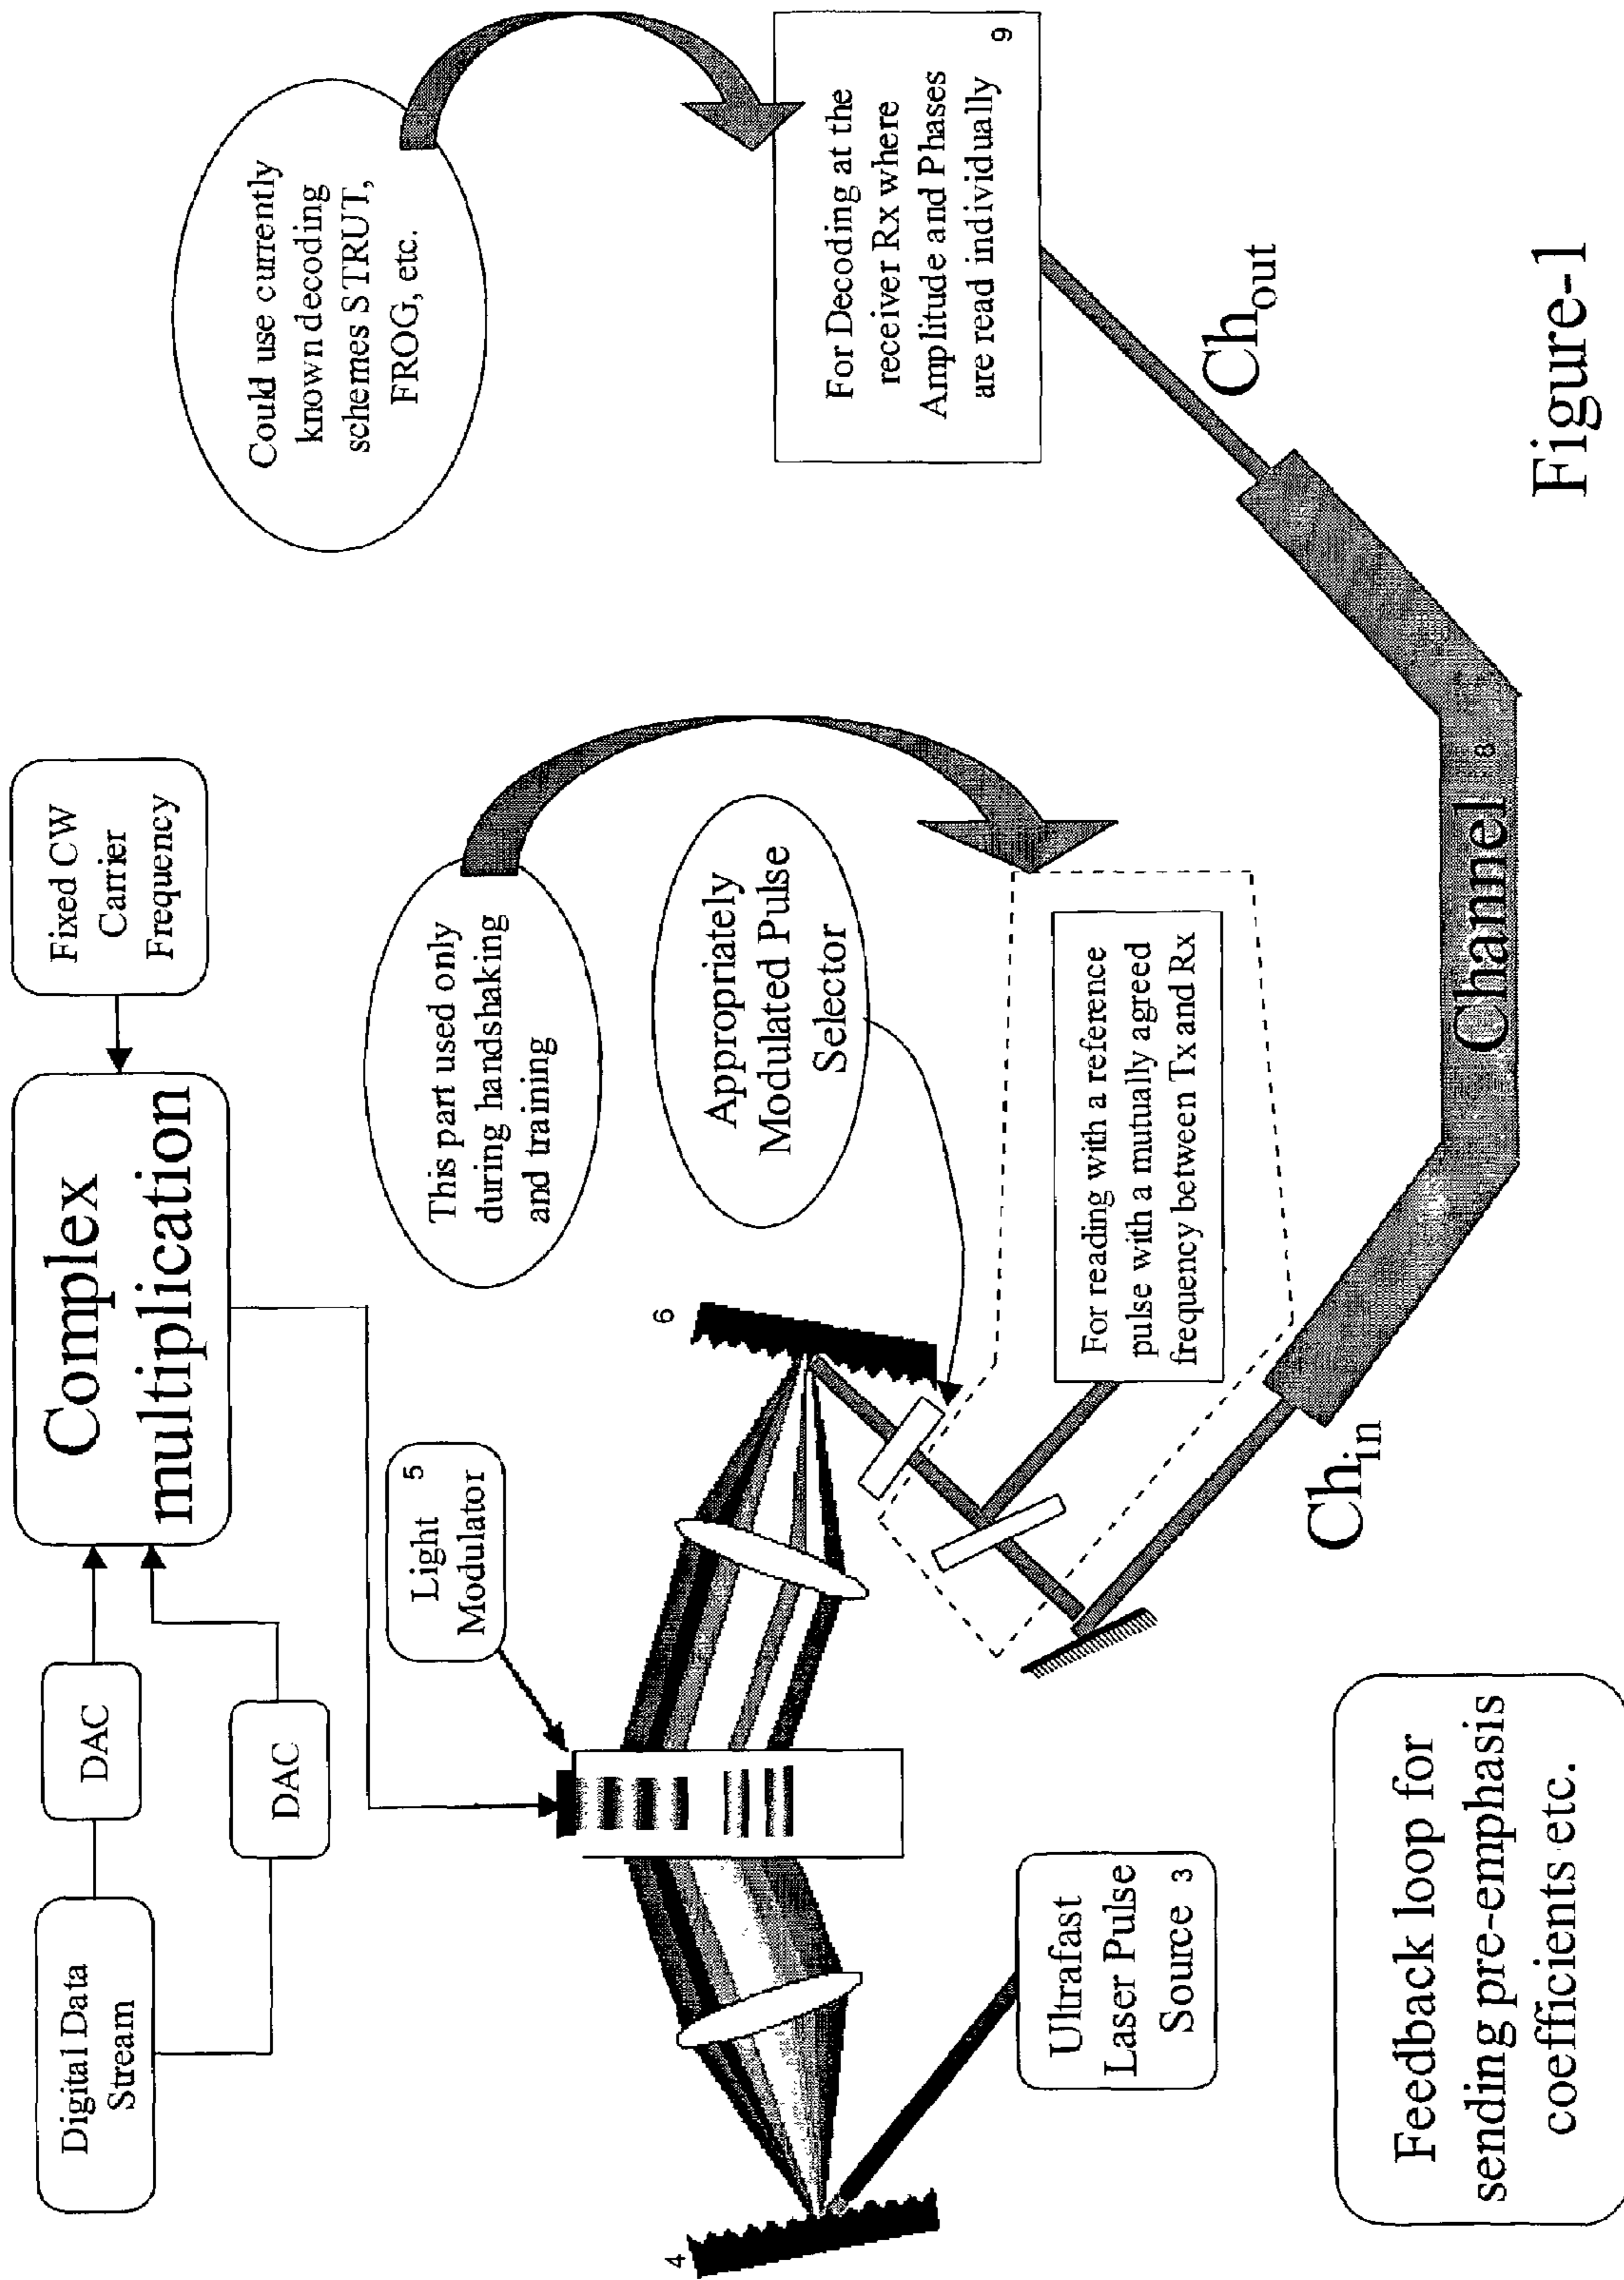 Digital Data
Stream
DAC
DAC
Complex
multiplication
Fixed CW
Carrier
Frequency
Light 5
Modulator
This part used only
during handshaking
and training
Could use currently
known decoding
schemes STRUT,
FROG, etc.
Appropriately
Modulated Pulse
Selector
4
6
For Decoding at the
receiver Rx where
Amplitude and Phases
are read individually
9
For reading with a reference
pulse with a mutually agreed
frequency between Tx and Rx
Ultrafast
Laser Pulse
Source 3
Ch in
Channel 8
Ch out
Feedback loop for
sending pre-emphasis
coefficients etc.
Figure-1